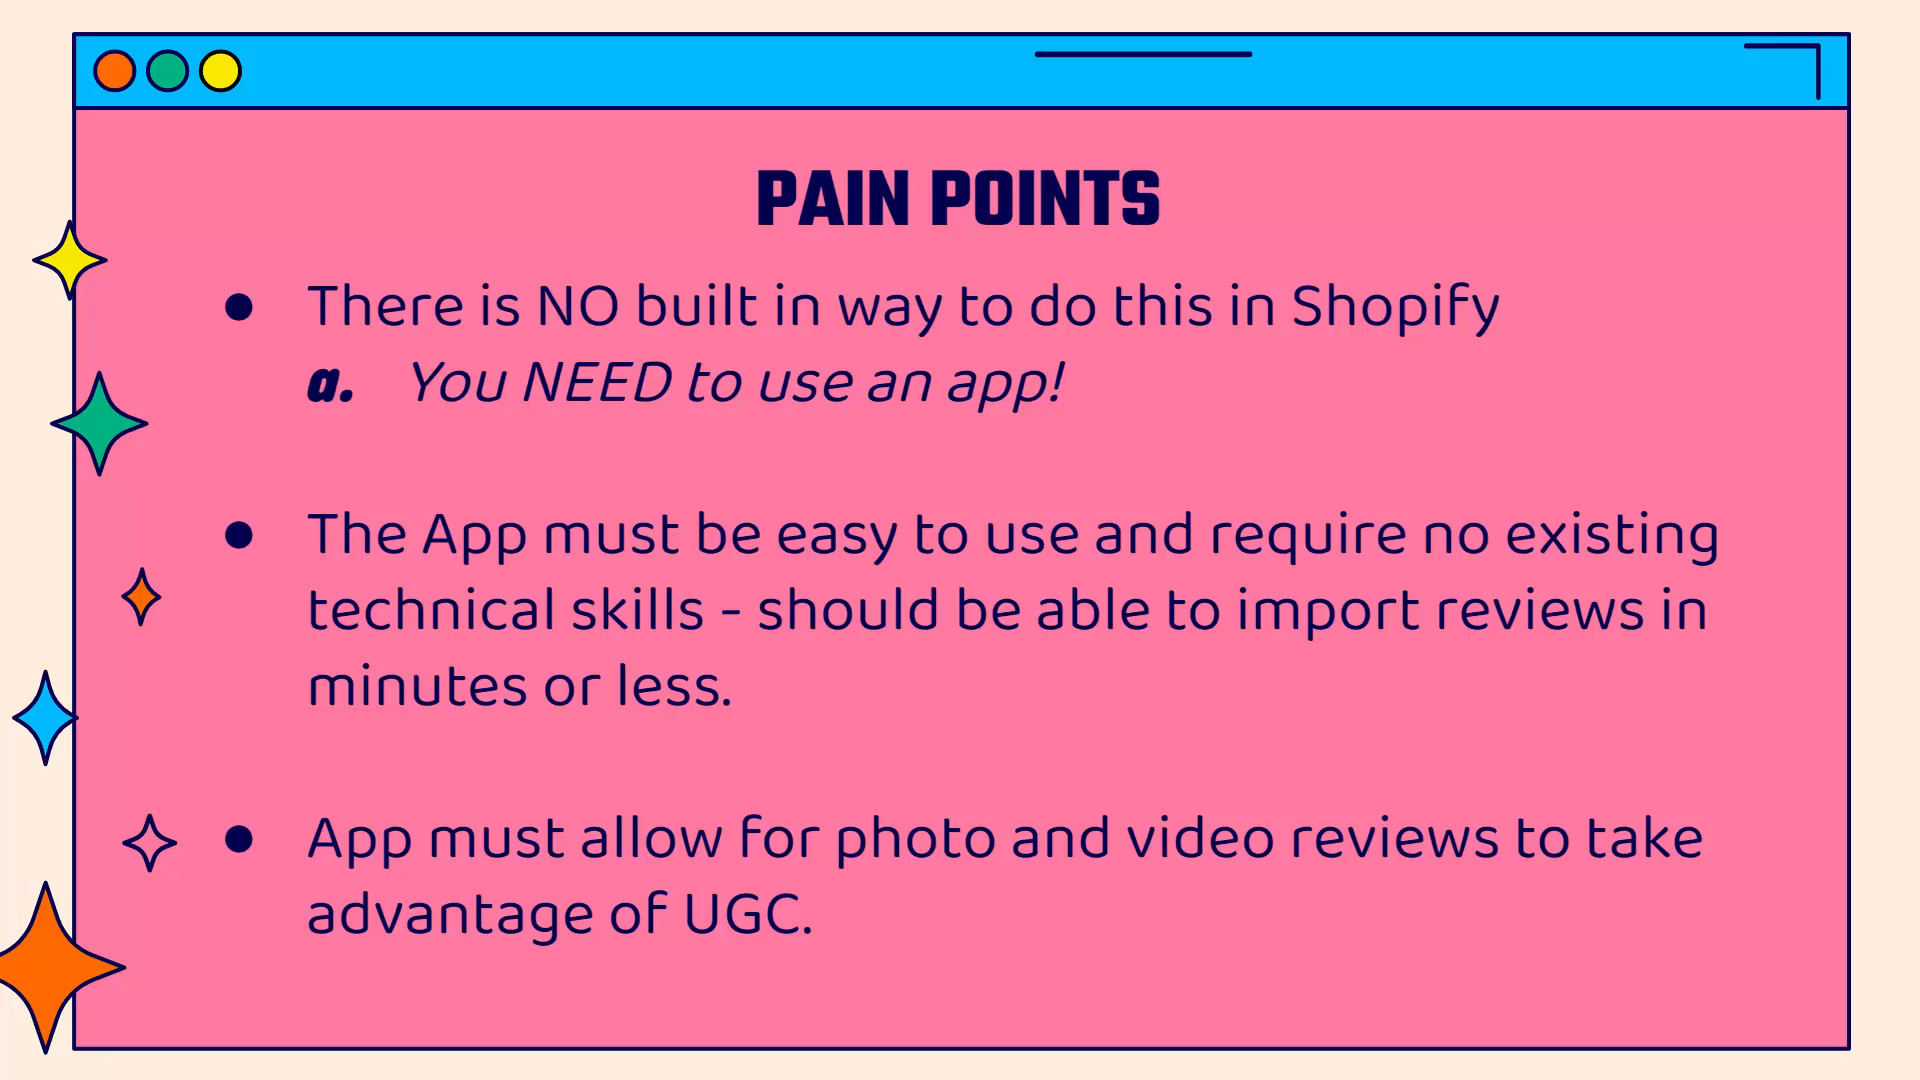 PAIN POINTS
● There is NO built in way to do this in Shopify
a. You NEED to use an app!
● The App must be easy to use and require no existing
technical skills - should be able to import reviews in
minutes or less.
● App must allow for photo and video reviews to take
advantage of UGC.